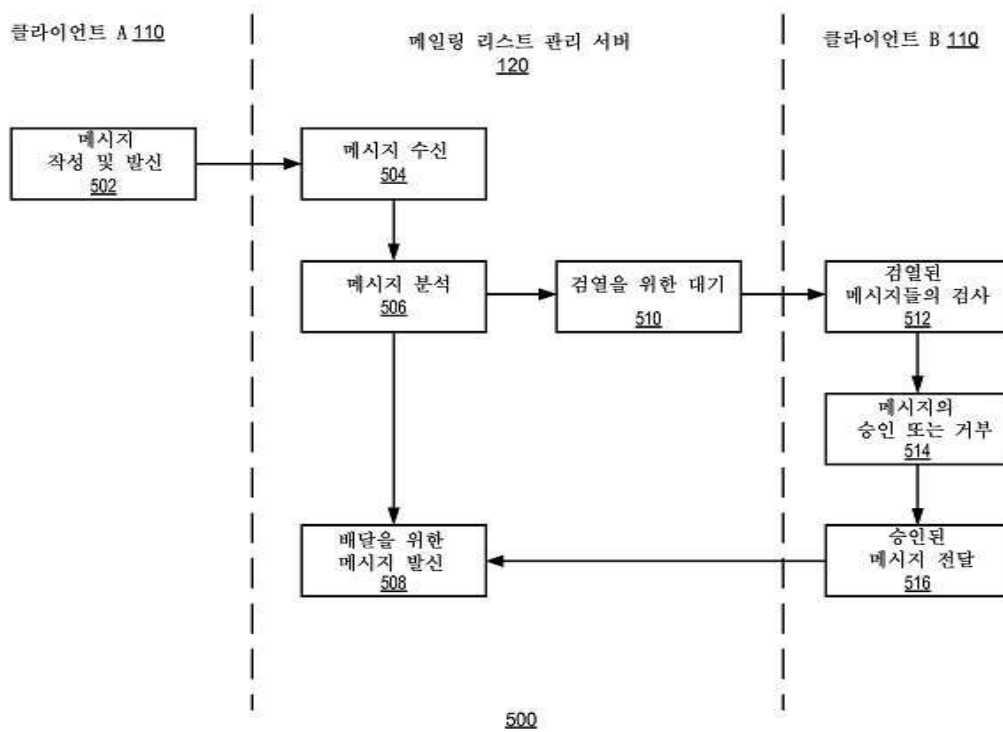 클라이언트 A 110
메일링 리스트 관리 서버
120
클라이언트 B 110
메시지
작성 및 발신
502
메시지 수신
504
메시지 분석
506
검열을 위한 대기
510
검열된
메시지들의 검사
512
메시지의
승인 또는 거부
514
배달을 위한
메시지 발신
508
승인된
메시지 전달
516
500